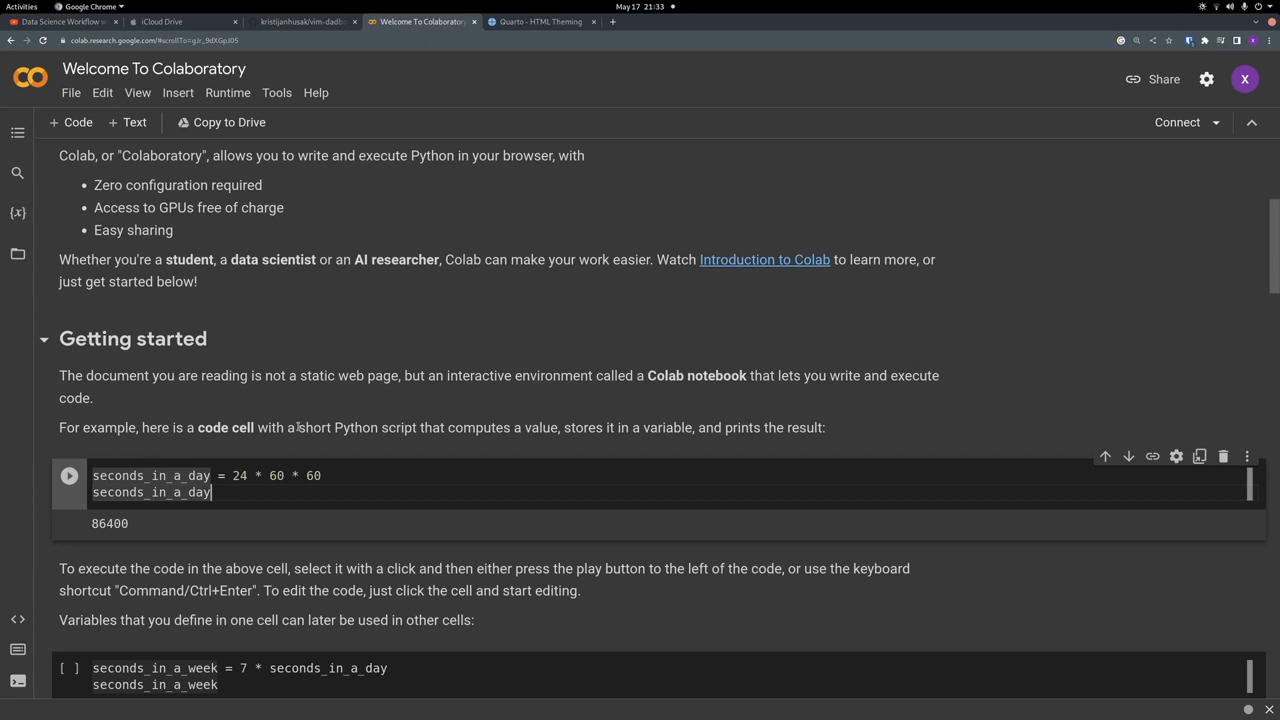 Activities
Google Chrome
May 17 21:33
Data Science Workflow w
iCloud Drive
kristijanhusak/vim-dadbo
Welcome To Colaboratory
Quarto - HTML Theming
colab.research.google.com/#scrollTo=gJr_9dXGpJ05
Welcome To Colaboratory
File Edit View Insert Runtime Tools Help
Share
X
+ Code + Text Copy to Drive
Connect
Colab, or "Colaboratory", allows you to write and execute Python in your browser, with
• Zero configuration required
• Access to GPUs free of charge
• Easy sharing
Whether you're a student, a data scientist or an AI researcher, Colab can make your work easier. Watch Introduction to Colab to learn more, or
just get started below!
Getting started
The document you are reading is not a static web page, but an interactive environment called a Colab notebook that lets you write and execute
code.
For example, here is a code cell with a short Python script that computes a value, stores it in a variable, and prints the result:
seconds_in_a_day = 24 * 60 * 60
seconds_in_a_day
86400
To execute the code in the above cell, select it with a click and then either press the play button to the left of the code, or use the keyboard
shortcut "Command/Ctrl+Enter". To edit the code, just click the cell and start editing.
Variables that you define in one cell can later be used in other cells:
[ ] seconds_in_a_week = 7 * seconds_in_a_day
seconds_in_a_week